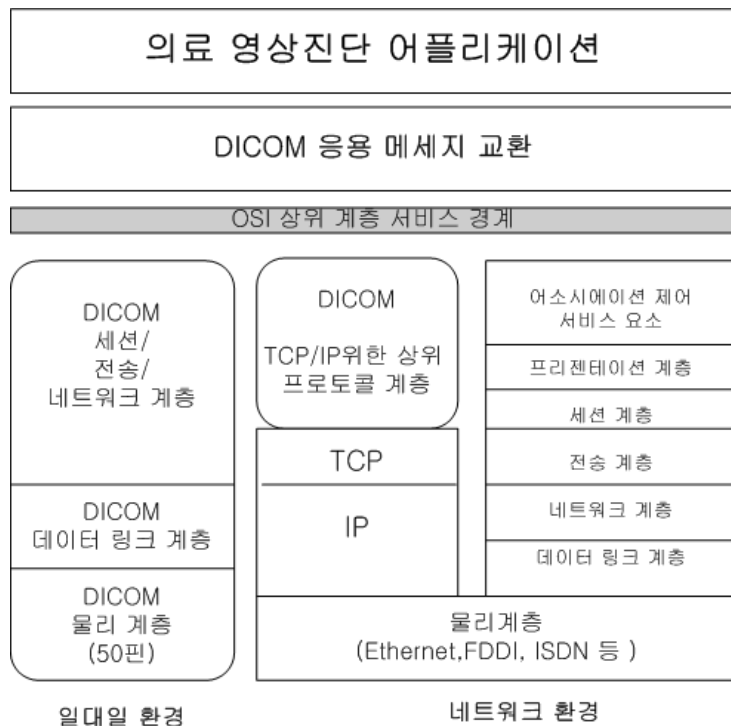 의료 영상진단 어플리케이션
DICOM 응용 메세지 교환
OSI 상위 계층 서비스 경계
DICOM
세션/
전송/
네트워크 계층
DICOM
데이터 링크 계층
DICOM
물리 계층
(50핀)
일대일 환경
DICOM
TCP/IP위한 상위
프로토콜 계층
TCP
IP
어소시에이션 제어
서비스 요소
프리젠테이션 계층
세션 계층
전송 계층
네트워크 계층
데이터 링크 계층
물리계층
(Ethernet,FDDI, ISDN 등 )
네트워크 환경